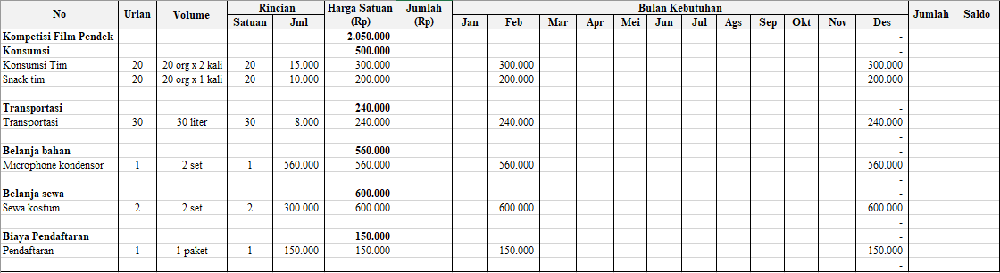 No Urian Volume Rincian Harga Satuan (Rp) Jumlah (Rp) Bulan Kebutuhan Jumlah Saldo
Satuan Jml Jan Feb Mar Apr Mei Jun Jul Ags Sep Okt Nov Des
Kompetisi Film Pendek 2.050.000 -
Konsumsi 500.000 -
Konsumsi Tim 20 20 org x 2 kali 20 15.000 300.000 300.000 300.000
Snack tim 20 20 org x 1 kali 20 10.000 200.000 200.000 200.000
-
Transportasi 240.000 -
Transportasi 30 30 liter 30 8.000 240.000 240.000 240.000
-
Belanja bahan 560.000 -
Microphone kondensor 1 2 set 1 560.000 560.000 560.000 560.000
-
Belanja sewa 600.000 -
Sewa kostum 2 2 set 2 300.000 600.000 600.000 600.000
-
Biaya Pendaftaran 150.000 -
Pendaftaran 1 1 paket 1 150.000 150.000 150.000 150.000
-